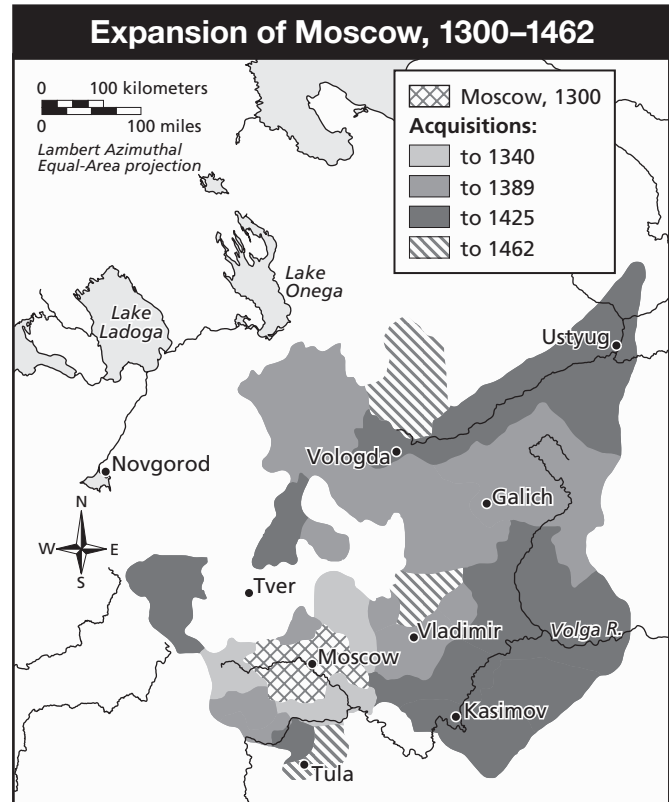 Expansion of Moscow, 1300–1462
0 100 kilometers
0 100 miles
Lambert Azimuthal
Equal-Area projection
Moscow, 1300
Acquisitions:
to 1340
to 1389
to 1425
to 1462
Lake
Onega
Lake
Ladoga
Ustyug
Vologda
Novgorod
Galich
N
W E
S
Tver
Vladimir
Volga R.
Moscow
Kasimov
Tula